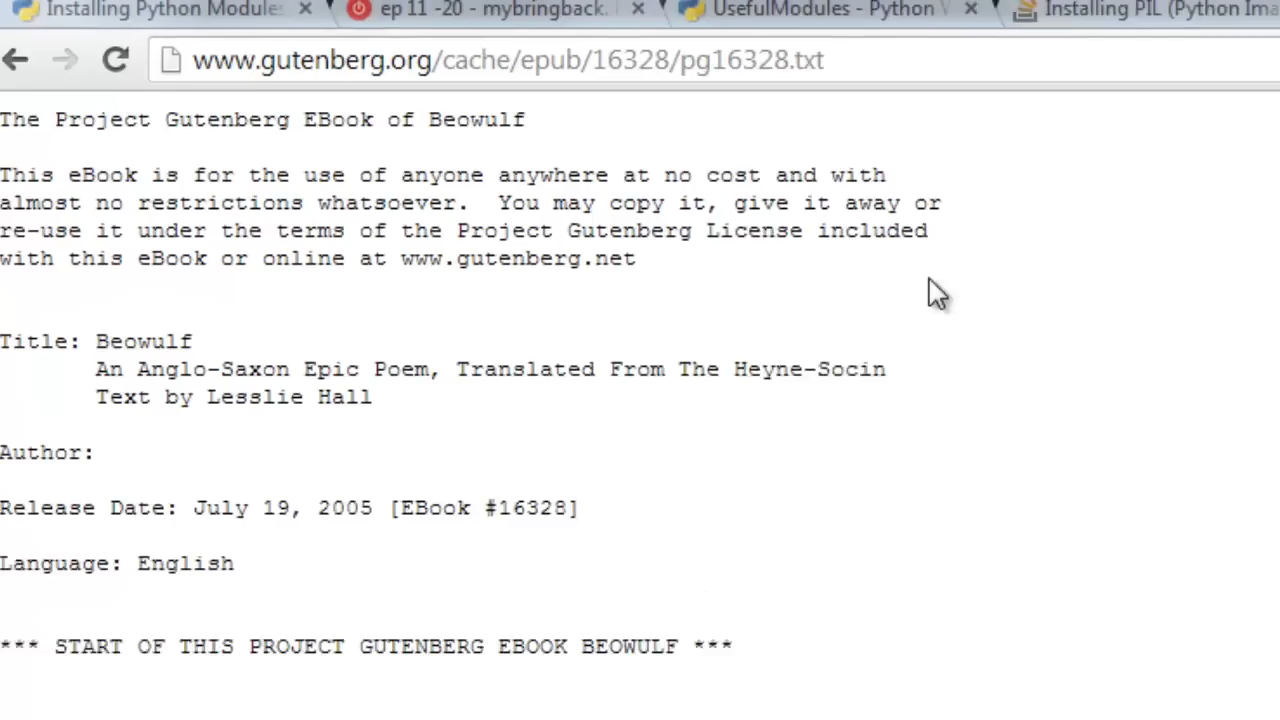 Installing Python Modules
ep 11 -20 - mybringback.
UsefulModules - Python
Installing PIL (Python Ima
www.gutenberg.org/cache/epub/16328/pg16328.txt
The Project Gutenberg EBook of Beowulf
This eBook is for the use of anyone anywhere at no cost and with
almost no restrictions whatsoever.  You may copy it, give it away or
re-use it under the terms of the Project Gutenberg License included
with this eBook or online at www.gutenberg.net
Title: Beowulf
An Anglo-Saxon Epic Poem, Translated From The Heyne-Socin
Text by Lesslie Hall
Author:
Release Date: July 19, 2005 [EBook #16328]
Language: English
*** START OF THIS PROJECT GUTENBERG EBOOK BEOWULF ***